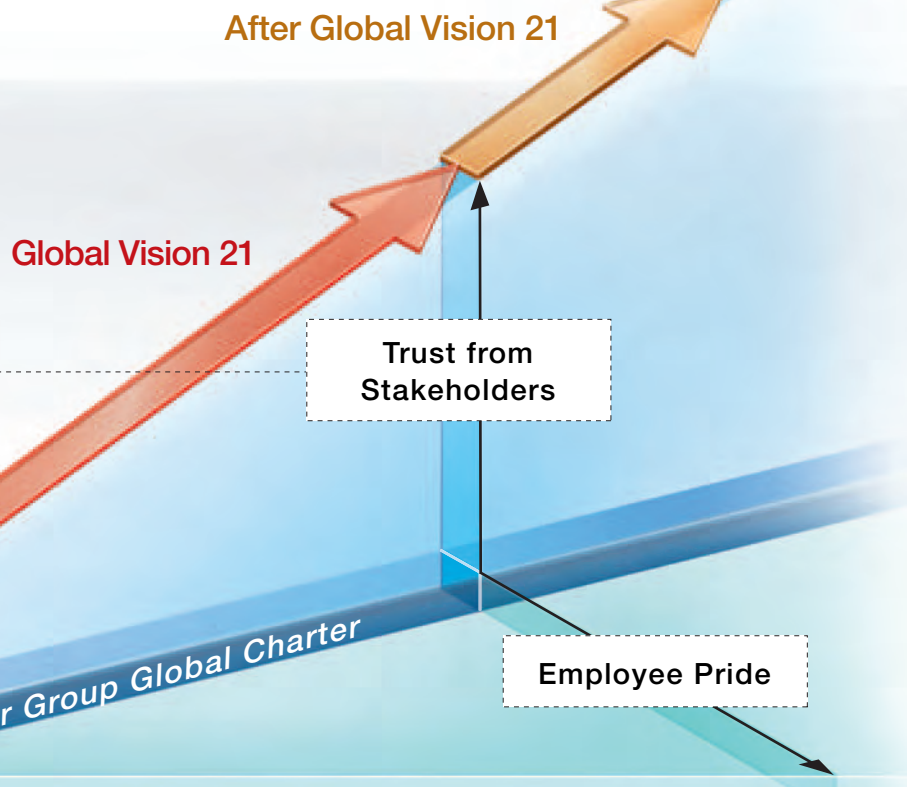 After Global Vision 21
Global Vision 21
Trust from
Stakeholders
r Group Global Charter
Employee Pride